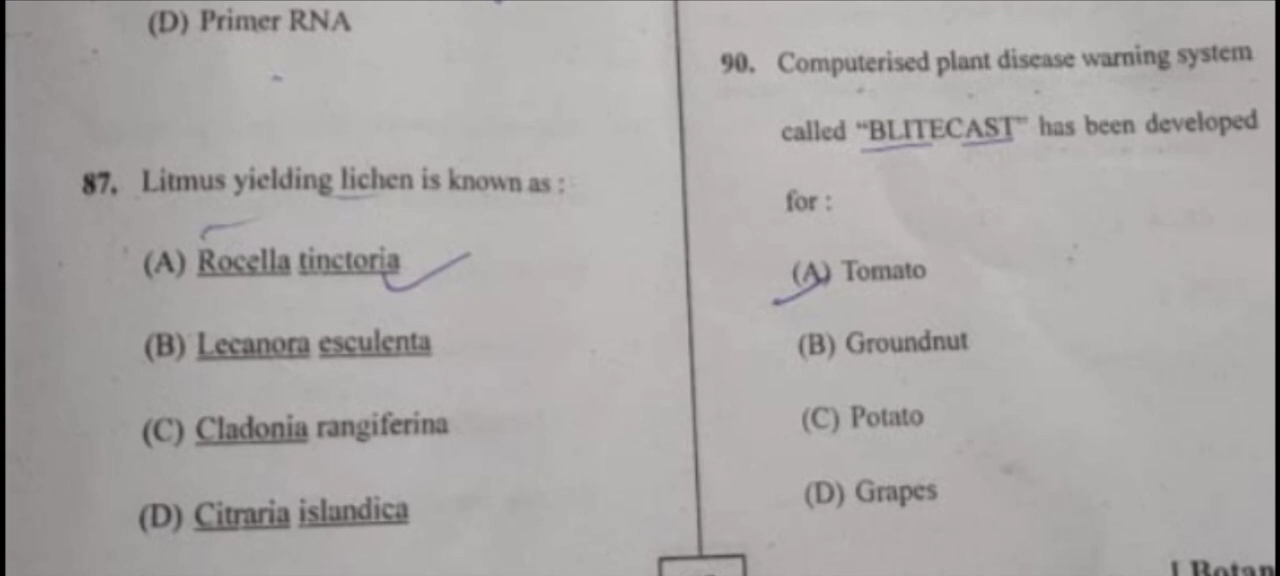 (D) Primer RNA
87. Litmus yielding lichen is known as :
(A) Rocella tinctoria
(B) Lecanora esculenta
(C) Cladonia rangiferina
(D) Citraria islandica
90. Computerised plant disease warning system
called “BLITECAST” has been developed
for :
(A) Tomato
(B) Groundnut
(C) Potato
(D) Grapes
[ Botan